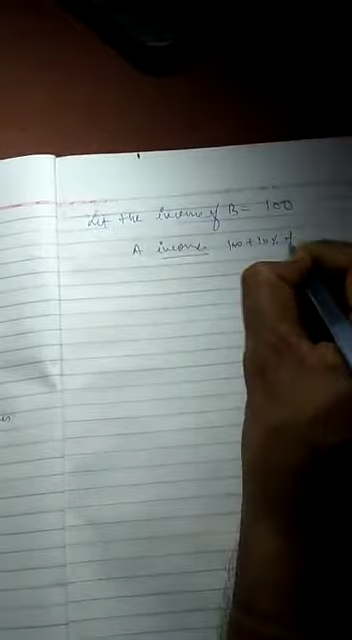 Let the income of B = 100
A income 100 + 10% of